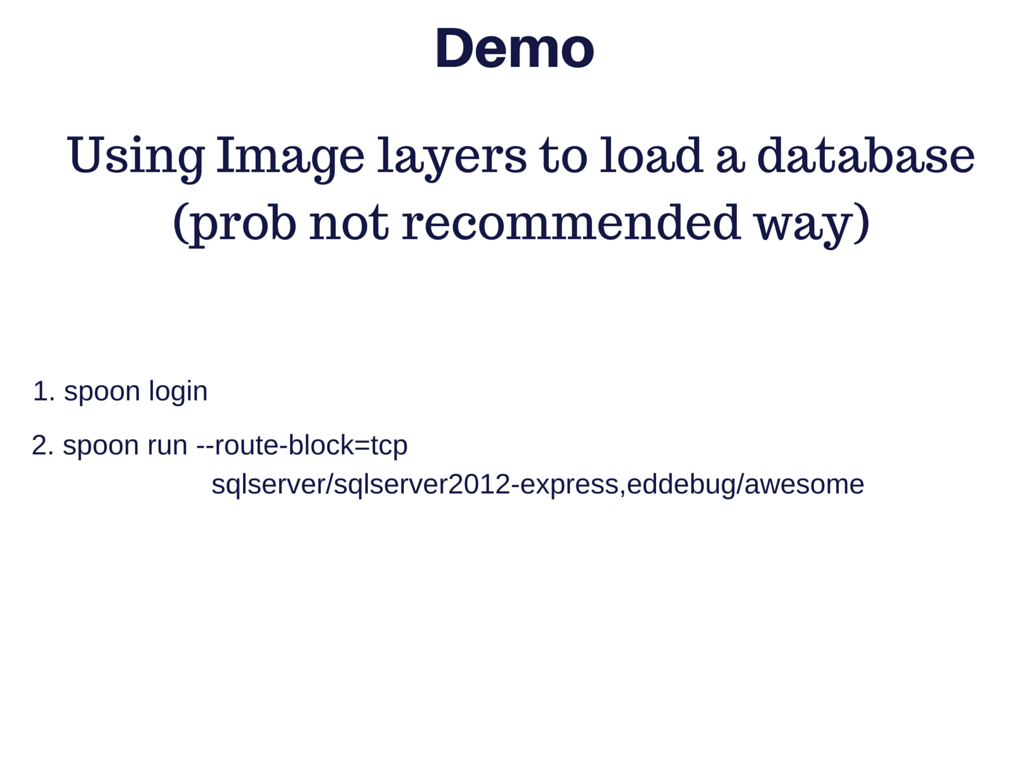 Demo
Using Image layers to load a database
(prob not recommended way)
1. spoon login
2. spoon run --route-block=tcp
sqlserver/sqlserver2012-express,eddebug/awesome